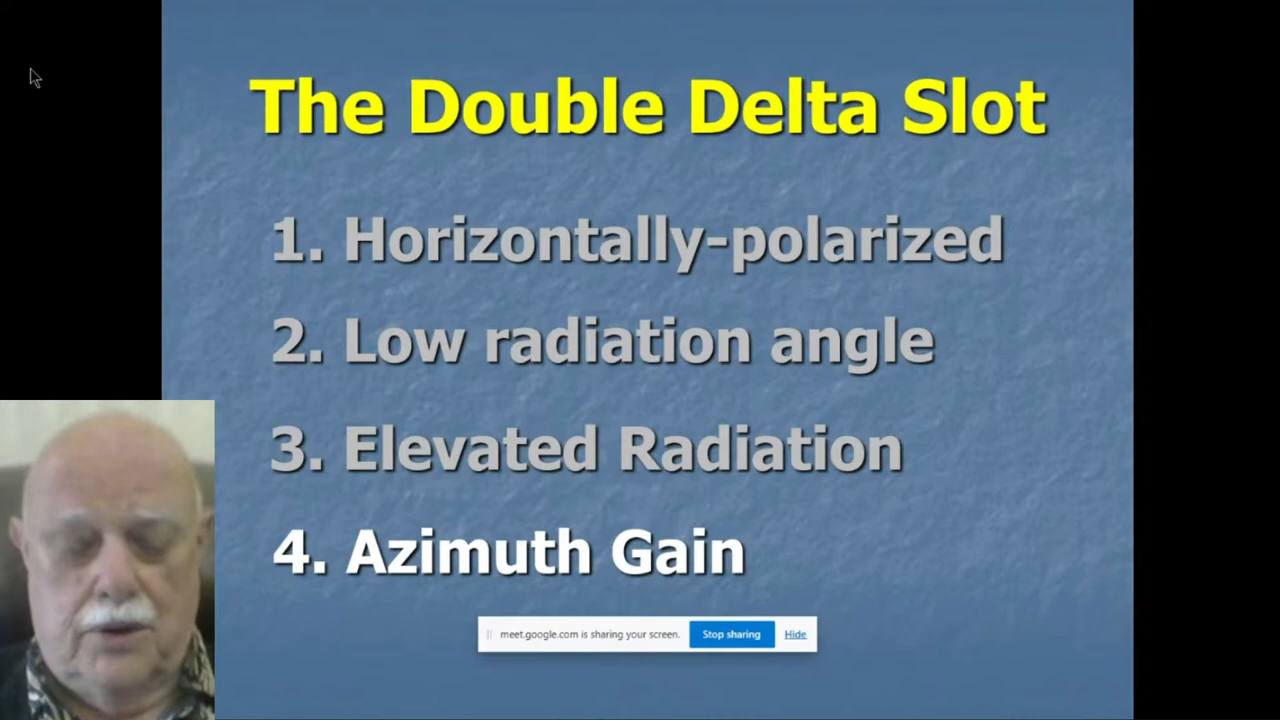 The Double Delta Slot
1. Horizontally-polarized
2. Low radiation angle
3. Elevated Radiation
4. Azimuth Gain
meet.google.com is sharing your screen. Stop sharing Hide